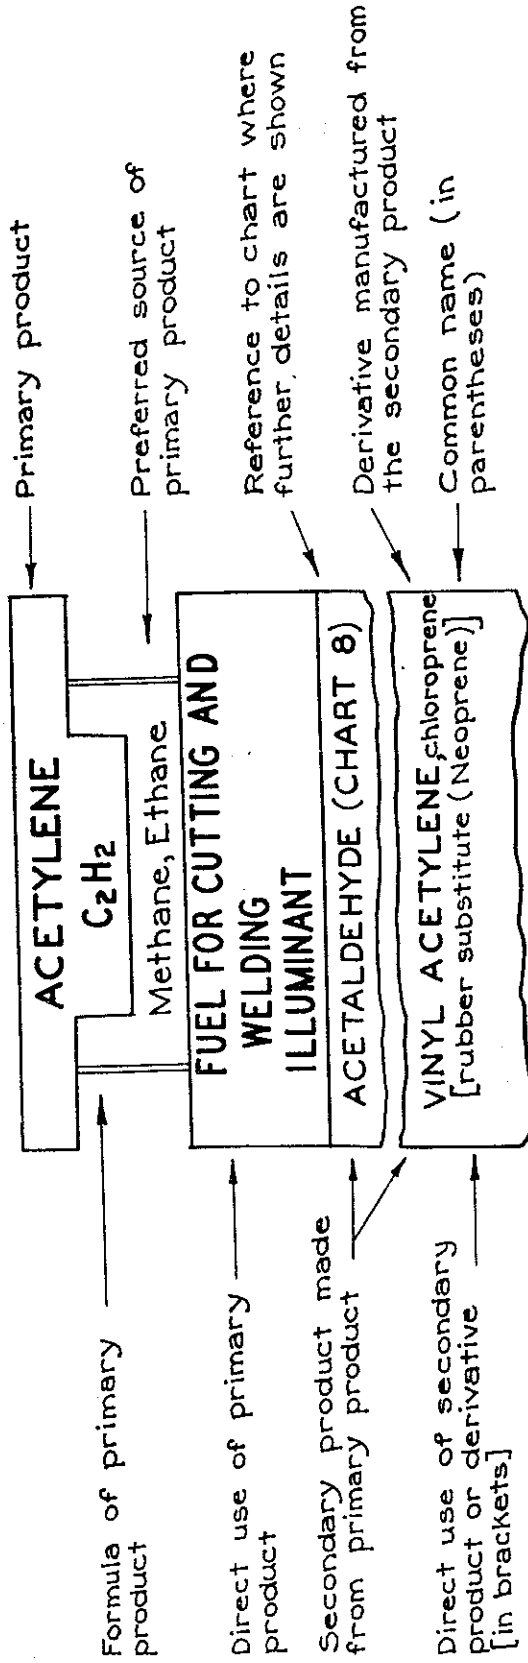 Formula of primary
product
Direct use of primary
product
Secondary product made
from primary product
Direct use of secondary
product or derivative
[in brackets]
ACETYLENE
C2H2
Methane, Ethane
FUEL FOR CUTTING AND
WELDING
ILLUMINANT
ACETALDEHYDE (CHART 8)
VINYL ACETYLENE, chloroprene
[rubber substitute (Neoprene)]
Primary product
Preferred source of
primary product
Reference to chart where
further details are shown
Derivative manufactured from
the secondary product
Common name (in
parentheses)